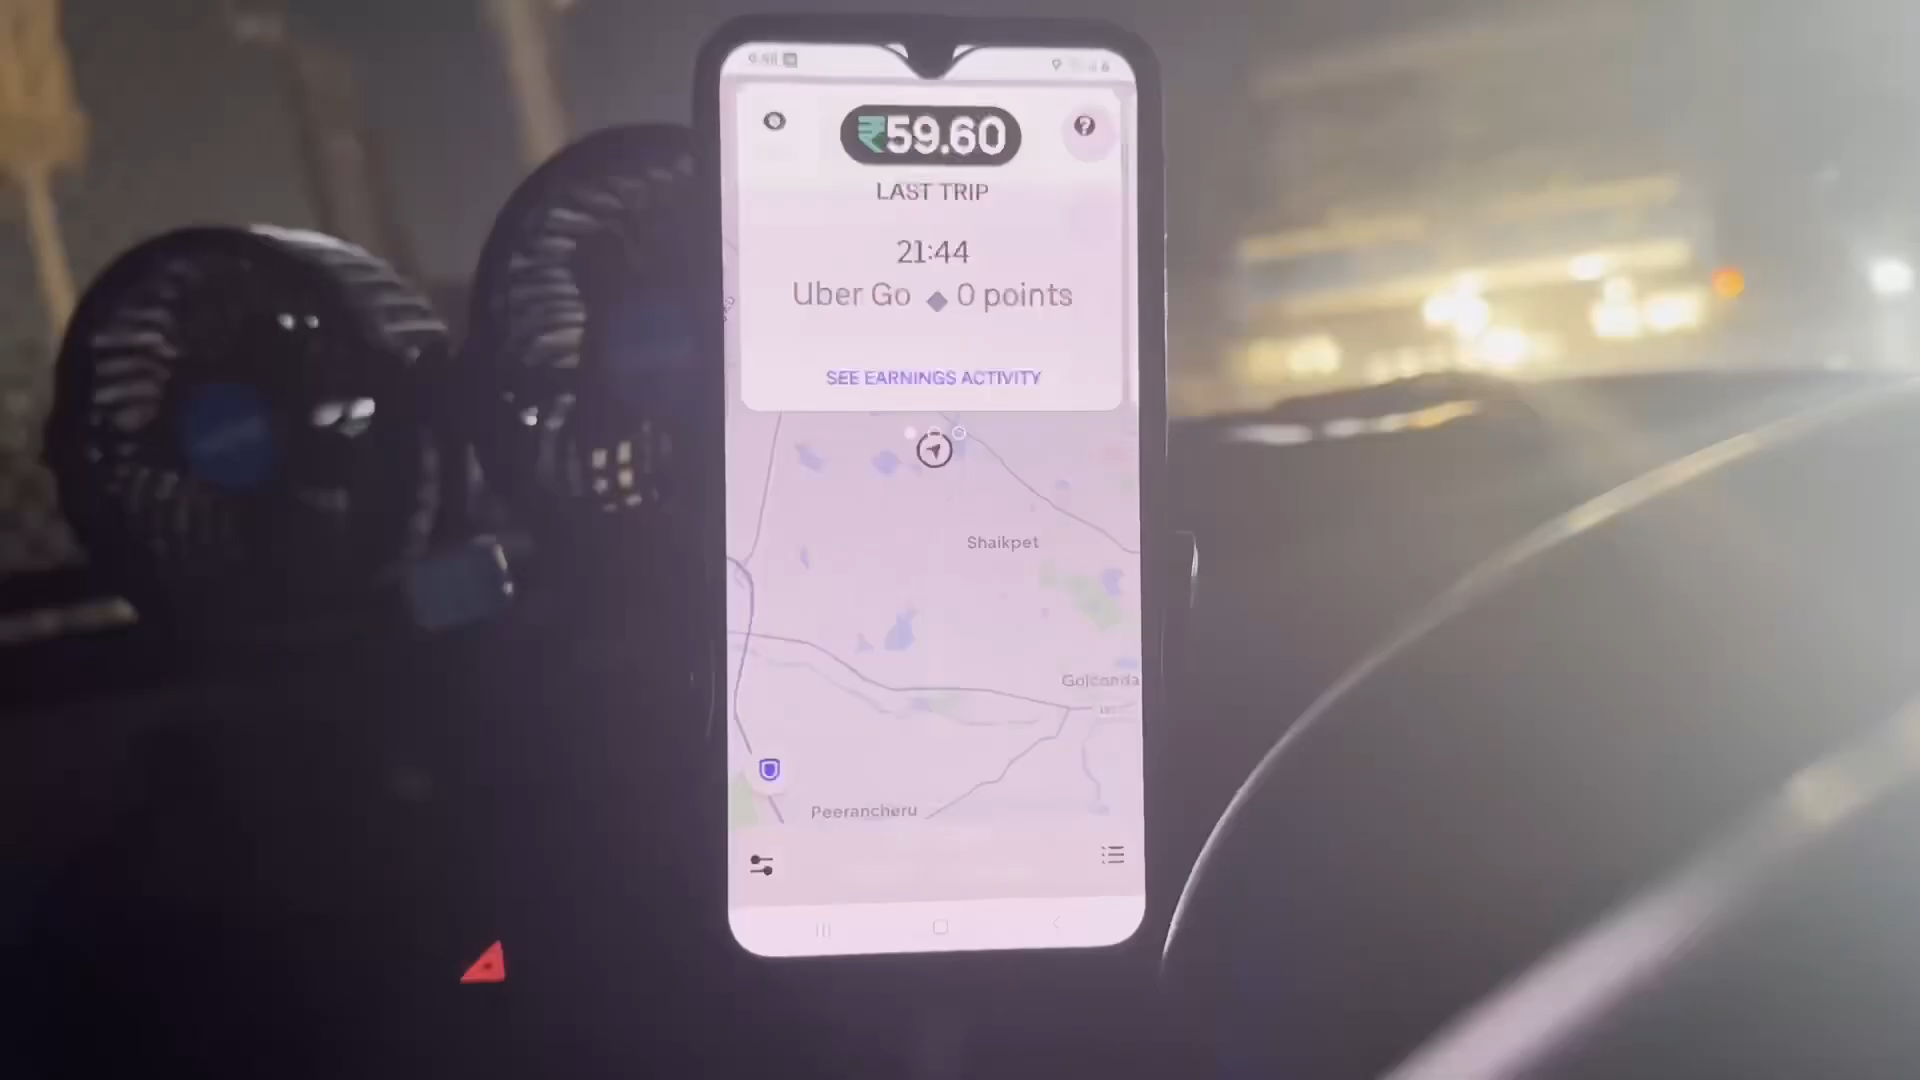 ₹59.60
LAST TRIP
21:44
Uber Go ◆ 0 points
SEE EARNINGS ACTIVITY
Shaikpet
Golconda
Peerancheru